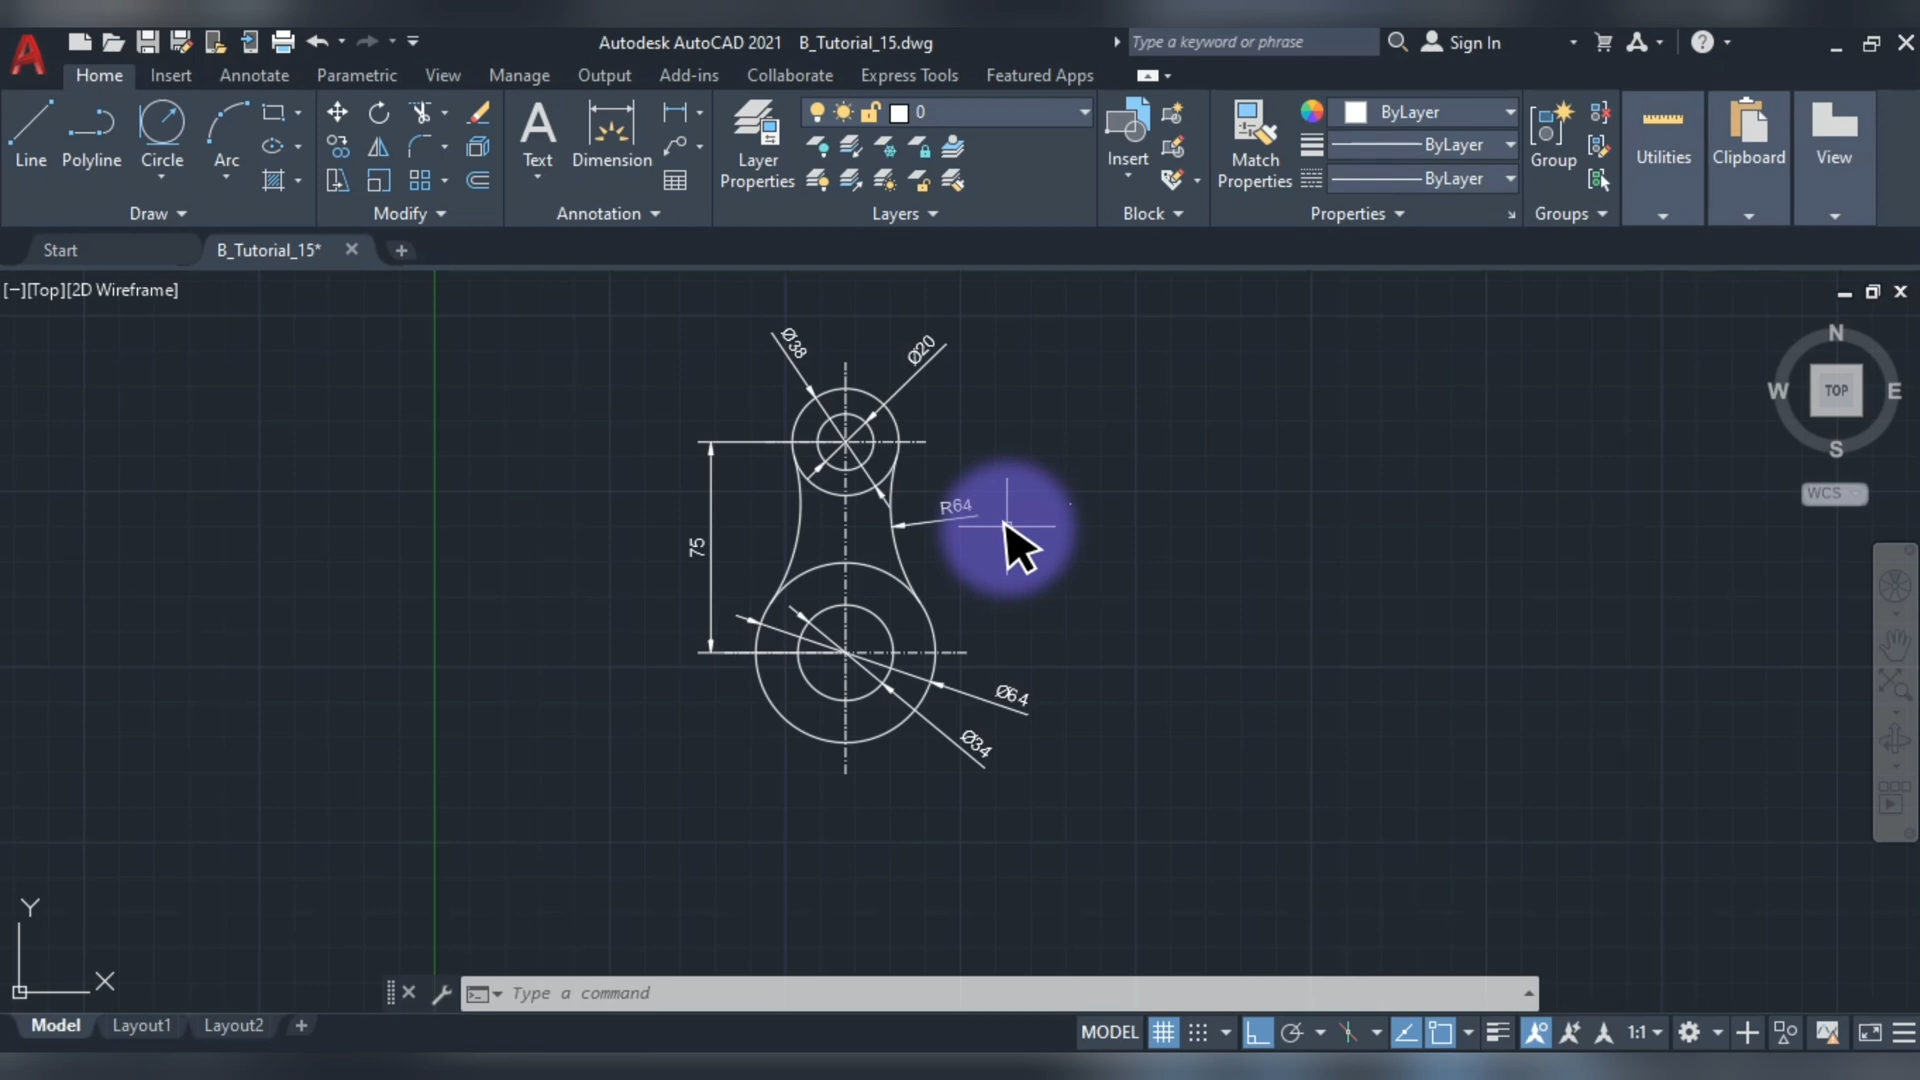 Autodesk AutoCAD 2021 B_Tutorial_15.dwg
Type a keyword or phrase
Sign In
Home Insert Annotate Parametric View Manage Output Add-ins Collaborate Express Tools Featured Apps
0
ByLayer
ByLayer
ByLayer
Line Polyline Circle Arc
Text Dimension
Layer Properties
Insert
Match Properties
Group
Utilities Clipboard View
Draw Modify Annotation Layers Block Properties Groups
Start B_Tutorial_15*
[−][Top][2D Wireframe]
N
W TOP E
S
WCS
Ø38
Ø20
R64
75
Ø64
Ø34
Y
X
Type a command
Model Layout1 Layout2
MODEL
1:1